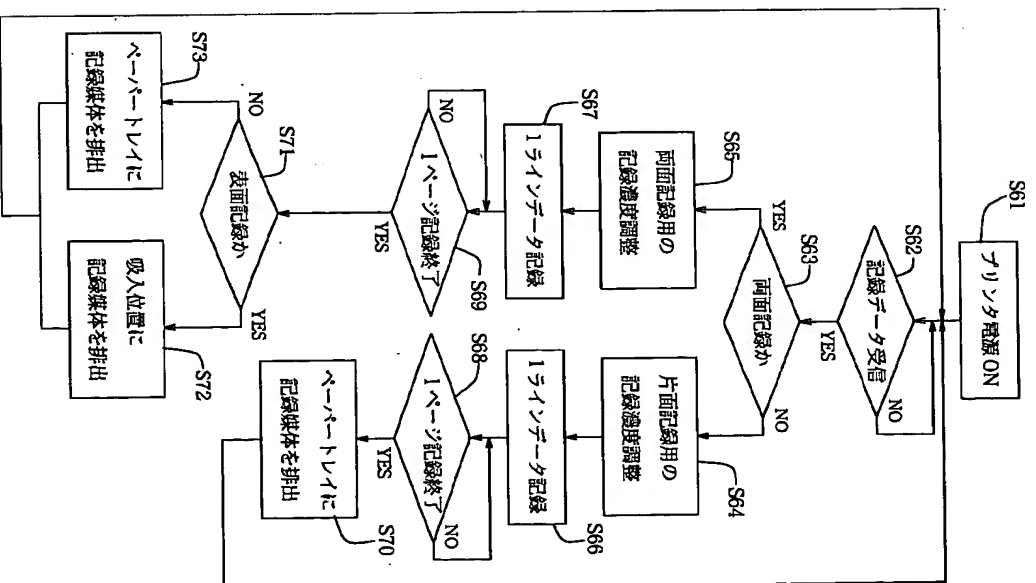 S61
プリンタ電源ON
S62
記録データ受信
NO
YES
S63
両面記録か
YES
NO
S65
両面記録用の
記録濃度調整
片面記録用の
記録濃度調整
S64
S67
1ラインデータ記録
1ラインデータ記録
S66
NO
1ページ記録終了
S69
YES
S68
1ページ記録終了
NO
YES
S71
表面記録か
NO
YES
S73
ペーパートレイに
記録媒体を排出
吸入位置に
記録媒体を排出
S72
ペーパートレイに
記録媒体を排出
S70